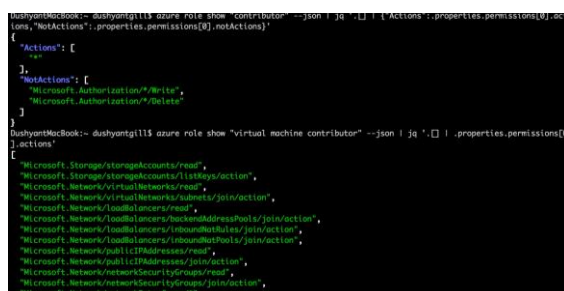 DushyantMacBook:~ dushyantgill$ azure role show "contributor" --json | jq '.[] | {"Actions":.properties.permissions[0].act
ions,"NotActions":.properties.permissions[0].notActions}'
{
"Actions": [
"*"
],
"NotActions": [
"Microsoft.Authorization/*/Write",
"Microsoft.Authorization/*/Delete"
]
}
DushyantMacBook:~ dushyantgill$ azure role show "virtual machine contributor" --json | jq '.[] | .properties.permissions[0
].actions'
[
"Microsoft.Storage/storageAccounts/read",
"Microsoft.Storage/storageAccounts/listKeys/action",
"Microsoft.Network/virtualNetworks/read",
"Microsoft.Network/virtualNetworks/subnets/join/action",
"Microsoft.Network/loadBalancers/read",
"Microsoft.Network/loadBalancers/backendAddressPools/join/action",
"Microsoft.Network/loadBalancers/inboundNatRules/join/action",
"Microsoft.Network/loadBalancers/inboundNatPools/join/action",
"Microsoft.Network/publicIPAddresses/read",
"Microsoft.Network/publicIPAddresses/join/action",
"Microsoft.Network/networkSecurityGroups/read",
"Microsoft.Network/networkSecurityGroups/join/action",